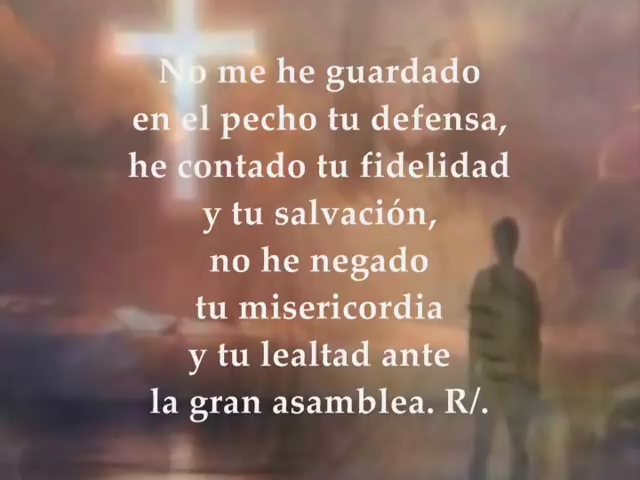 No me he guardado
en el pecho tu defensa,
he contado tu fidelidad
y tu salvación,
no he negado
tu misericordia
y tu lealtad ante
la gran asamblea. R/.